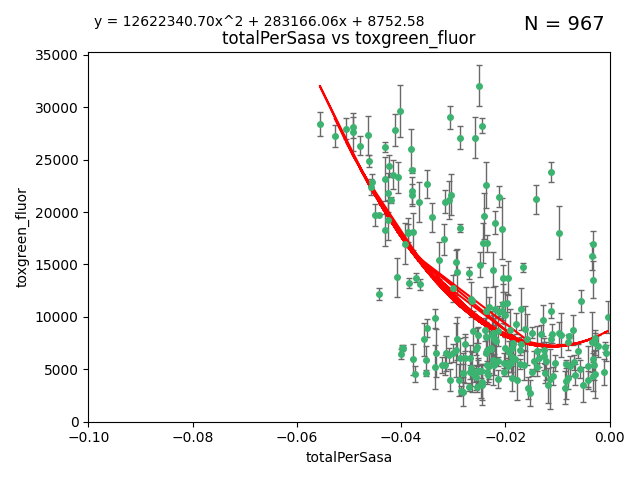 y = 12622340.70x^2 + 283166.06x + 8752.58
N = 967
totalPerSasa vs toxgreen_fluor
35000
30000
25000
20000
15000
10000
5000
0
toxgreen_fluor
−0.10 −0.08 −0.06 −0.04 −0.02 0.00
totalPerSasa